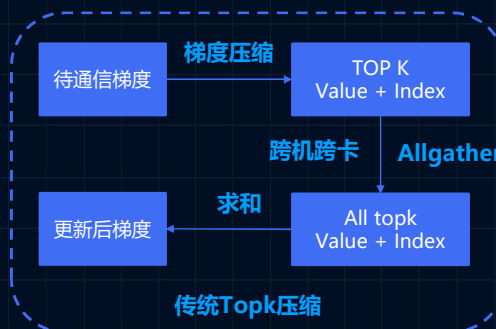 梯度压缩
待通信梯度
TOP K
Value + Index
跨机跨卡
Allgather
求和
更新后梯度
All topk
Value + Index
传统Topk压缩